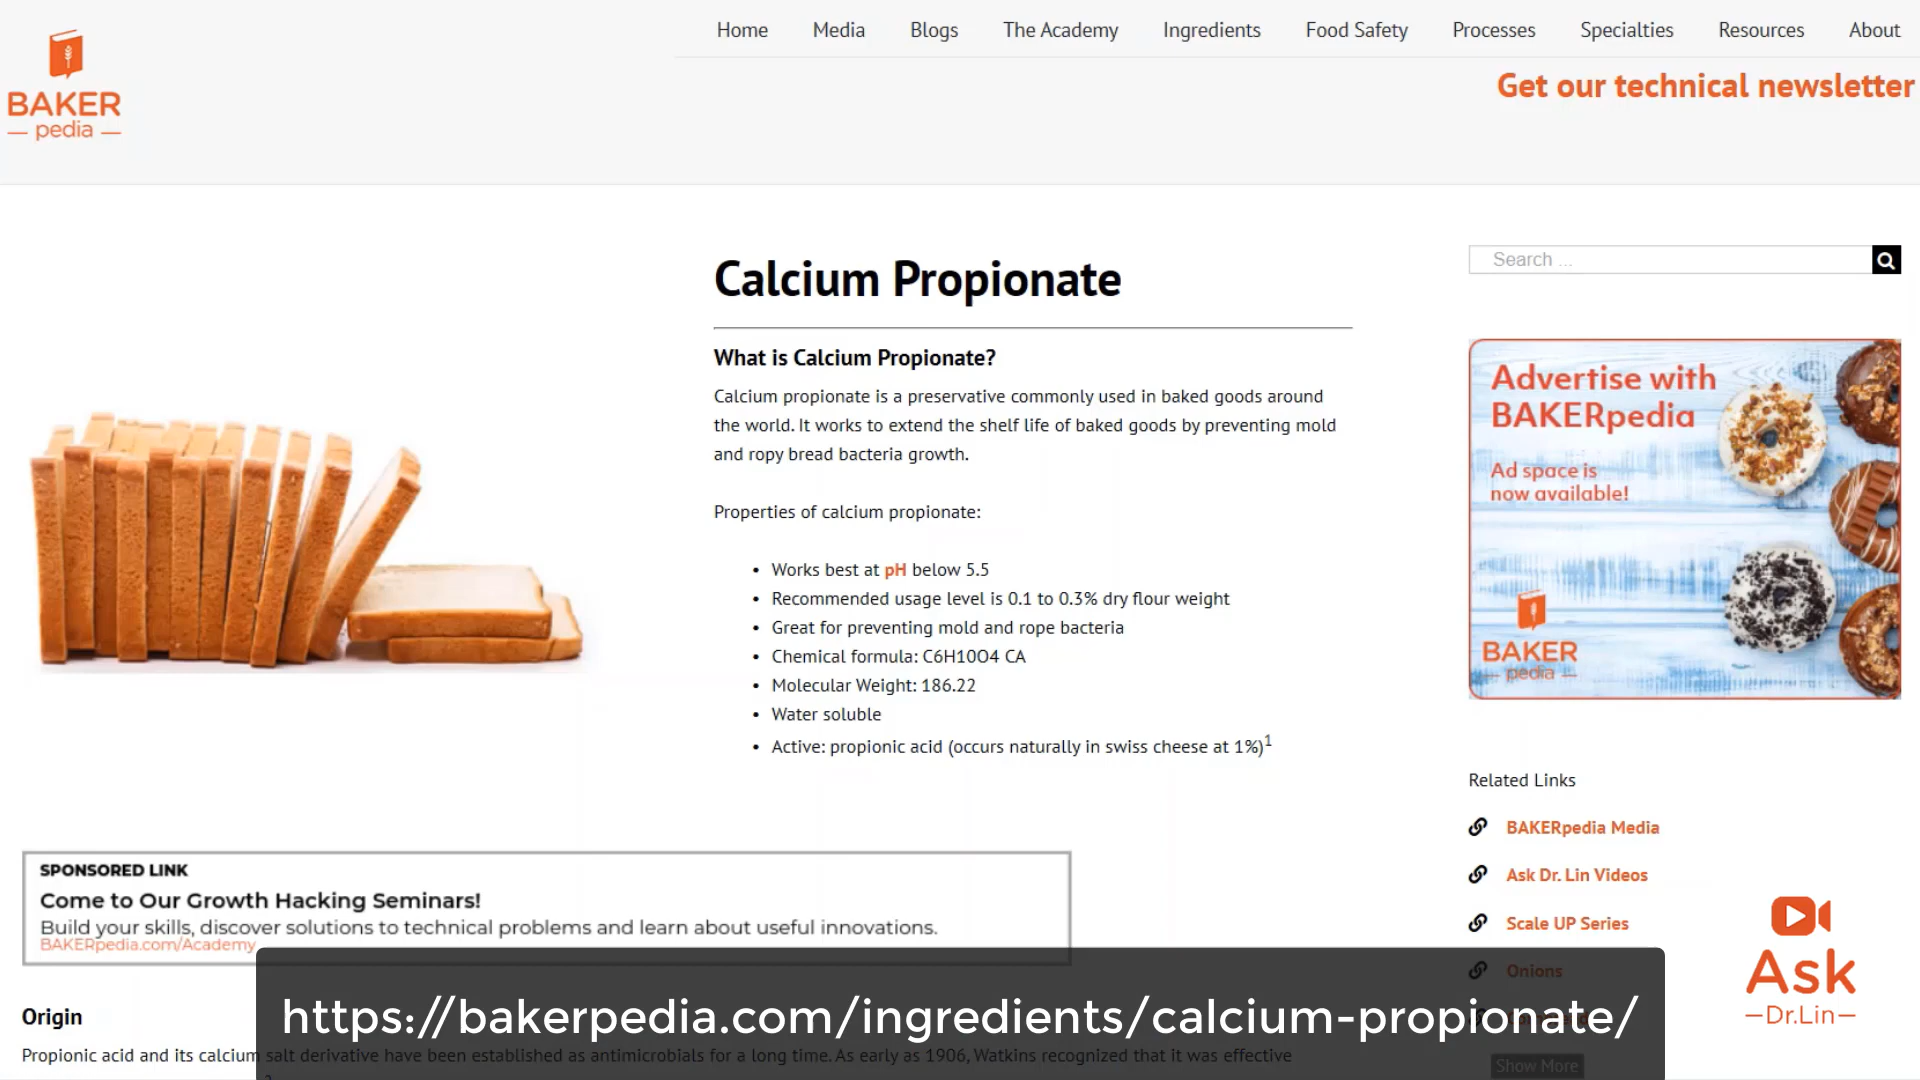 Home Media Blogs The Academy Ingredients Food Safety Processes Specialties Resources About
BAKER
pedia
Get our technical newsletter
Calcium Propionate
What is Calcium Propionate?
Calcium propionate is a preservative commonly used in baked goods around
the world. It works to extend the shelf life of baked goods by preventing mold
and ropy bread bacteria growth.
Properties of calcium propionate:
• Works best at pH below 5.5
• Recommended usage level is 0.1 to 0.3% dry flour weight
• Great for preventing mold and rope bacteria
• Chemical formula: C6H10O4 CA
• Molecular Weight: 186.22
• Water soluble
• Active: propionic acid (occurs naturally in swiss cheese at 1%)1
Search ...
Advertise with
BAKERpedia
Ad space is
now available!
BAKER
pedia
Related Links
BAKERpedia Media
Ask Dr. Lin Videos
Scale UP Series
Onions
Show More
SPONSORED LINK
Come to Our Growth Hacking Seminars!
Build your skills, discover solutions to technical problems and learn about useful innovations.
BAKERpedia.com/Academy
Origin
Propionic acid and its calcium salt derivative have been established as antimicrobials for a long time. As early as 1906, Watkins recognized that it was effective
https://bakerpedia.com/ingredients/calcium-propionate/
Ask
Dr.Lin